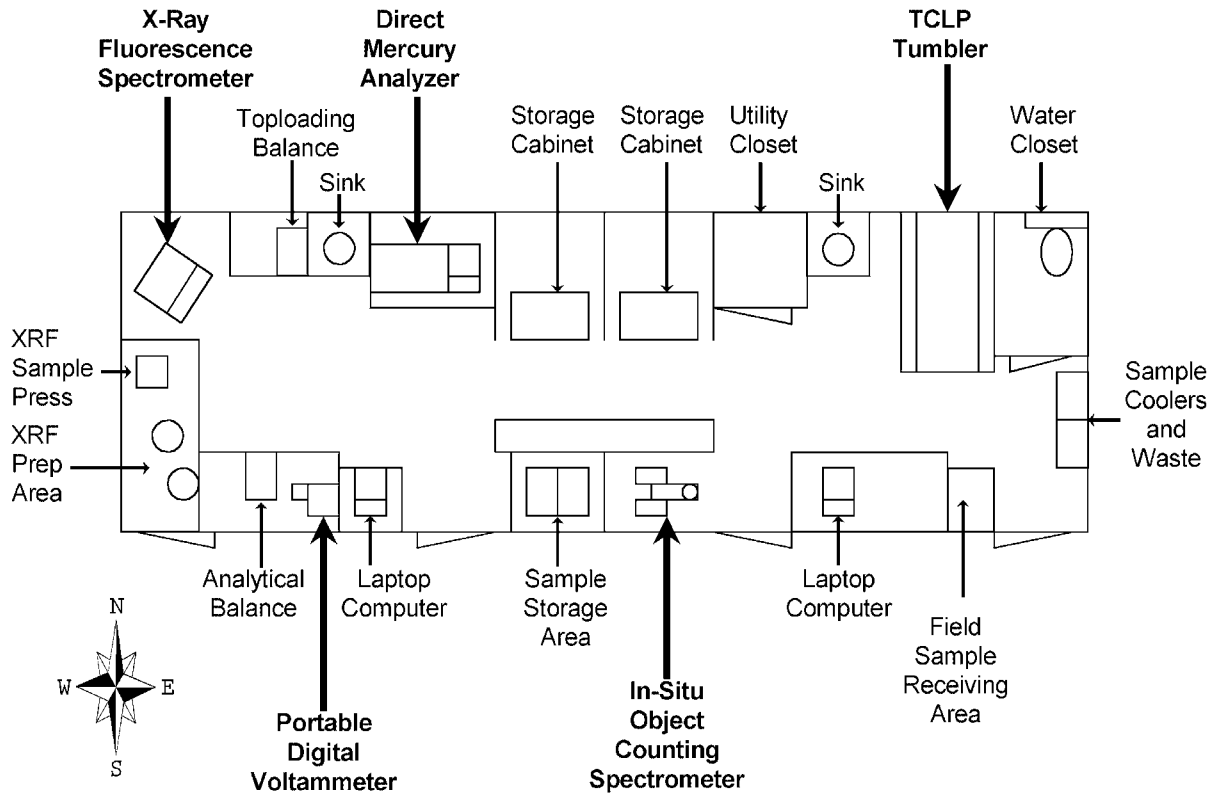 X-Ray
Fluorescence
Spectrometer
Direct
Mercury
Analyzer
TCLP
Tumbler
Toploading
Balance
Sink
Storage
Cabinet
Storage
Cabinet
Utility
Closet
Sink
Water
Closet
XRF
Sample
Press
XRF
Prep
Area
Sample
Coolers
and
Waste
Analytical
Balance
Laptop
Computer
Sample
Storage
Area
Laptop
Computer
Field
Sample
Receiving
Area
Portable
Digital
Voltammeter
In-Situ
Object
Counting
Spectrometer
N
W E
S